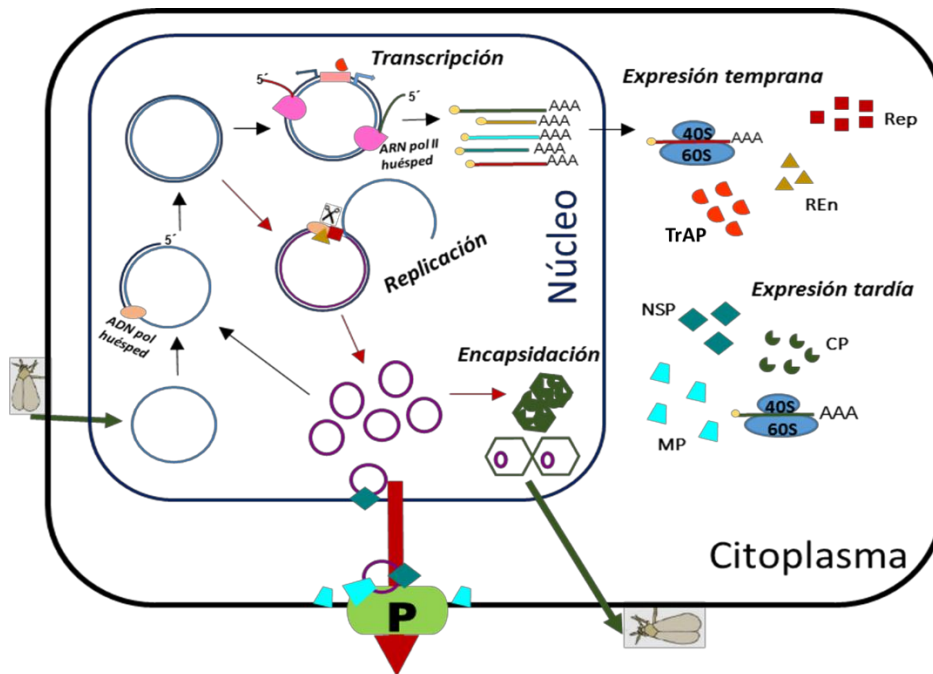 Transcripción
5´
5´
ARN pol II
huésped
AAA
AAA
AAA
AAA
AAA
Expresión temprana
40S
60S
AAA
Rep
REn
TrAP
Núcleo
Replicación
5´
ADN pol
huésped
Expresión tardía
NSP
CP
MP
40S
60S
AAA
Encapsidación
Citoplasma
P